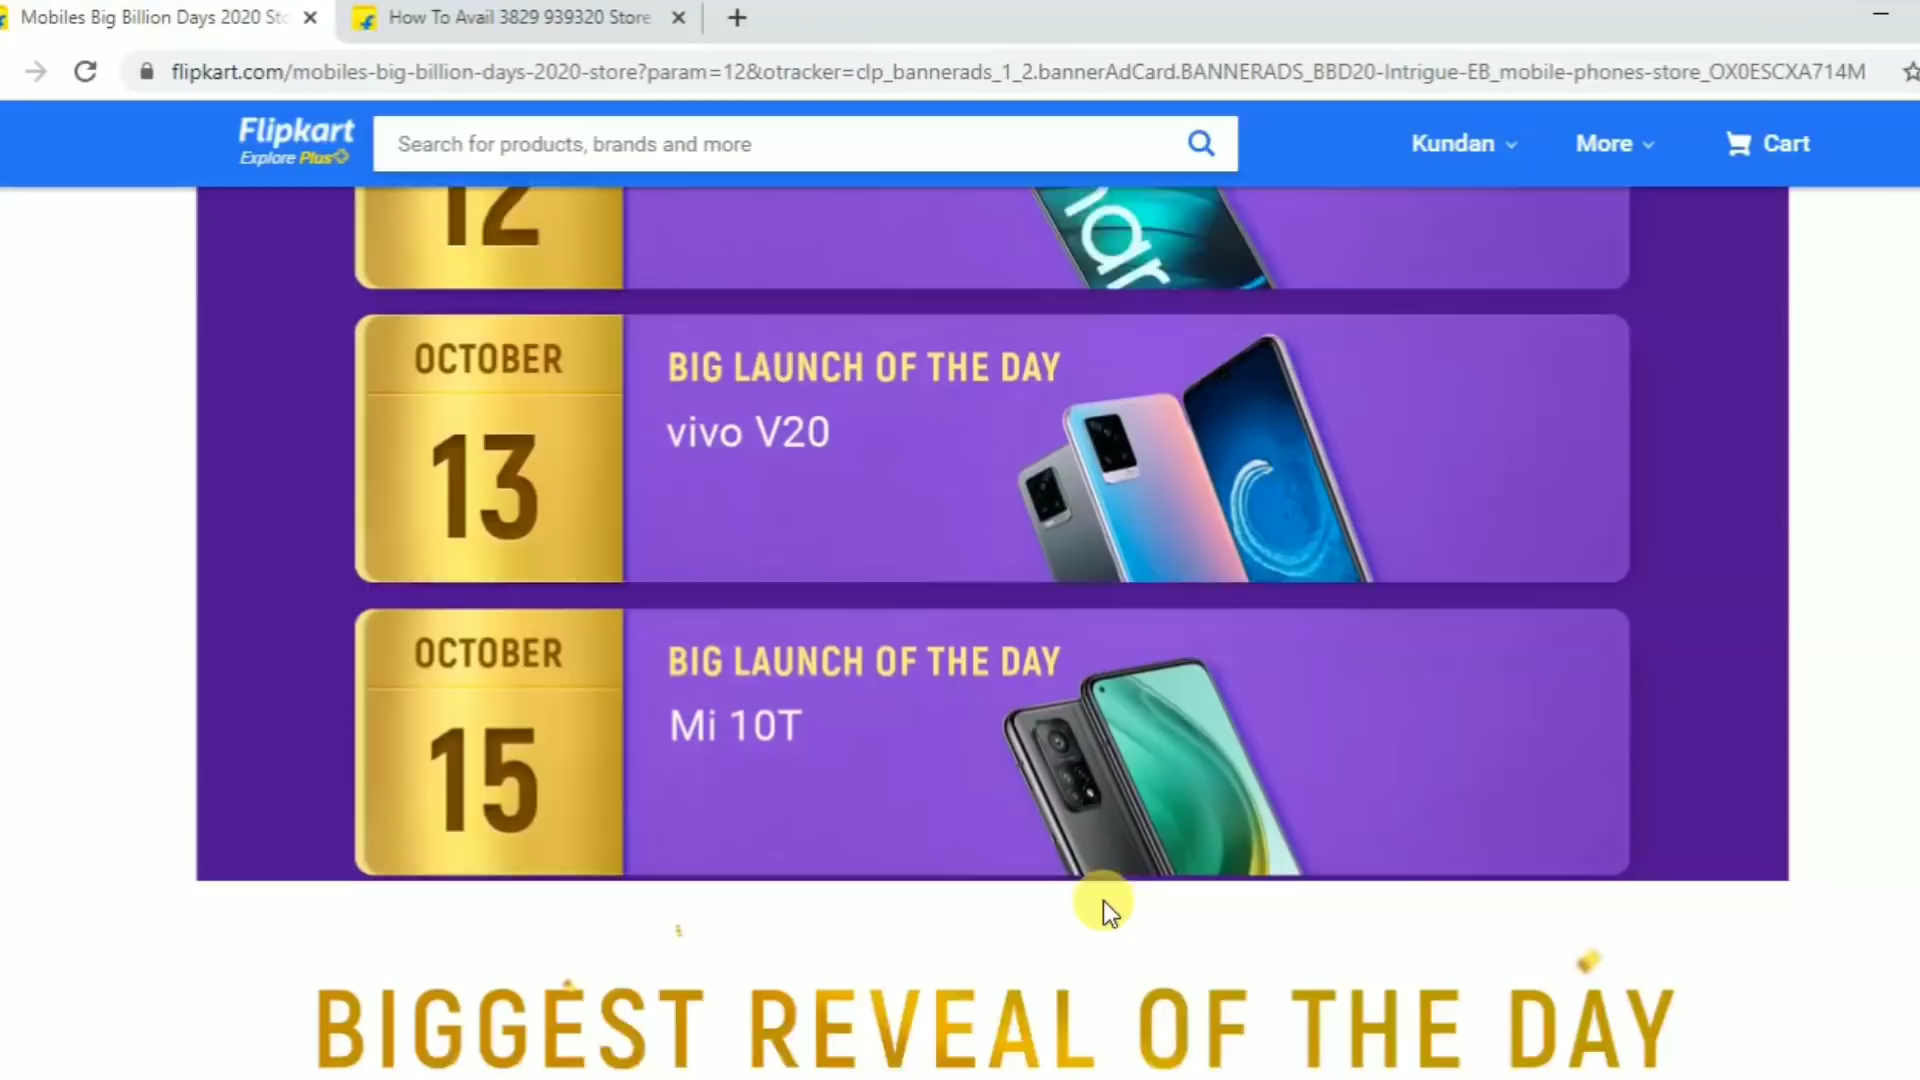 Mobiles Big Billion Days 2020 Sto
How To Avail 3829 939320 Store
flipkart.com/mobiles-big-billion-days-2020-store?param=12&otracker=clp_bannerads_1_2.bannerAdCard.BANNERADS_BBD20-Intrigue-EB_mobile-phones-store_OX0ESCXA714M
Flipkart
Explore Plus
Search for products, brands and more
Kundan
More
Cart
12
OCTOBER
13
BIG LAUNCH OF THE DAY
vivo V20
OCTOBER
15
BIG LAUNCH OF THE DAY
Mi 10T
BIGGEST REVEAL OF THE DAY